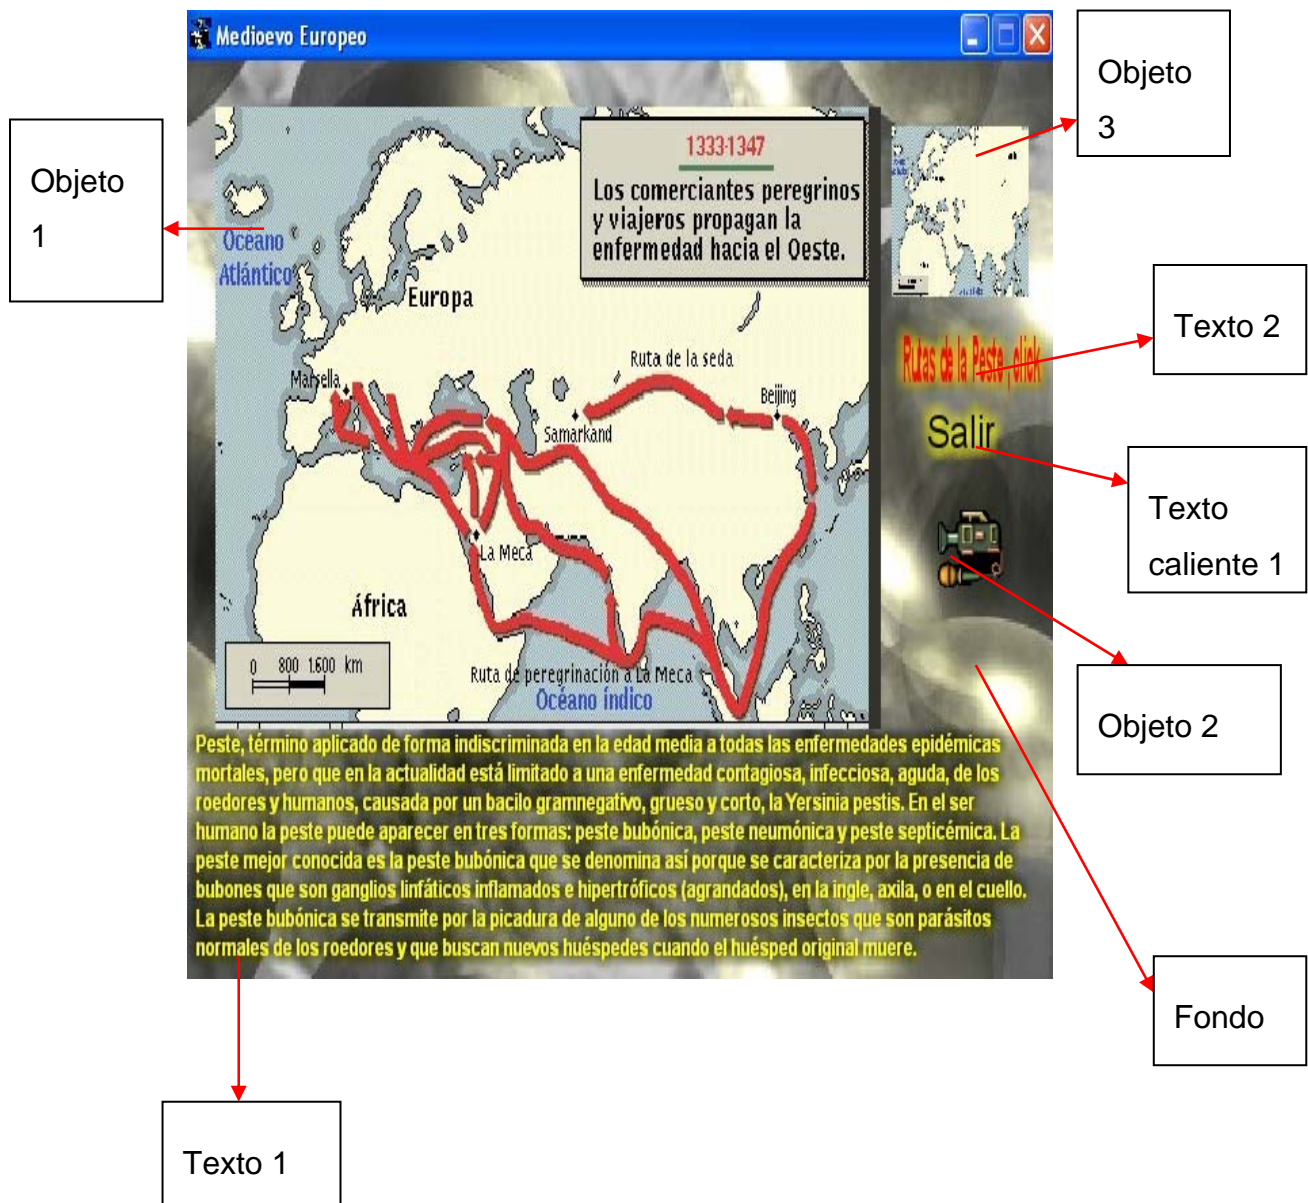 Medioevo Europeo
Objeto
3
Objeto
1
1333-1347
Los comerciantes peregrinos
y viajeros propagan la
enfermedad hacia el Oeste.
Océano
Atlántico
Europa
Texto 2
Rutas de la Peste ,click
Ruta de la seda
Marsella
Beijing
Samarkand
Salir
Texto
caliente 1
La Meca
África
0 800 1.600 km
Ruta de peregrinación a La Meca
Océano índico
Objeto 2
Peste, término aplicado de forma indiscriminada en la edad media a todas las enfermedades epidémicas
mortales, pero que en la actualidad está limitado a una enfermedad contagiosa, infecciosa, aguda, de los
roedores y humanos, causada por un bacilo gramnegativo, grueso y corto, la Yersinia pestis. En el ser
humano la peste puede aparecer en tres formas: peste bubónica, peste neumónica y peste septicémica. La
peste mejor conocida es la peste bubónica que se denomina así porque se caracteriza por la presencia de
bubones que son ganglios linfáticos inflamados e hipertróficos (agrandados), en la ingle, axila, o en el cuello.
La peste bubónica se transmite por la picadura de alguno de los numerosos insectos que son parásitos
normales de los roedores y que buscan nuevos huéspedes cuando el huésped original muere.
Fondo
Texto 1